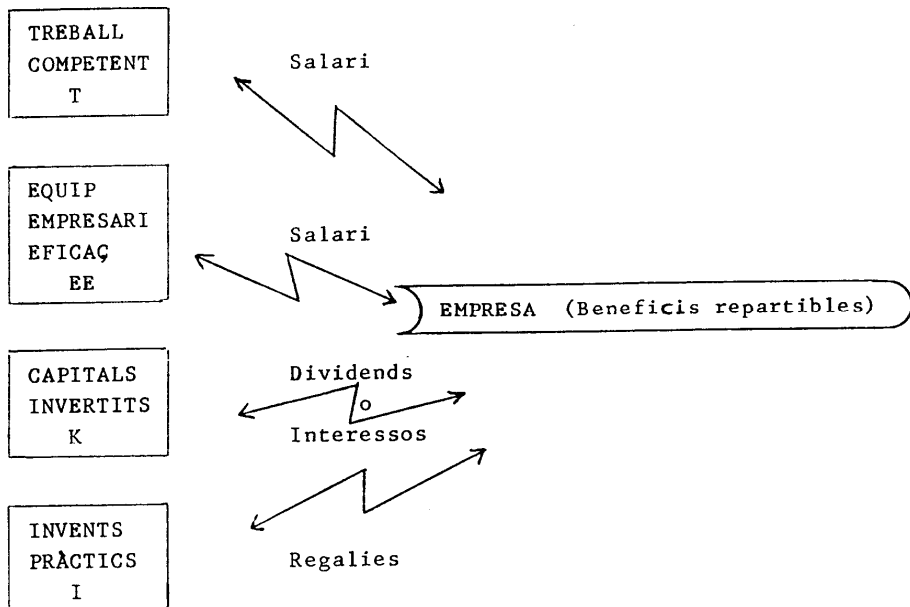 TREBALL
COMPETENT
T
Salari
EQUIP
EMPRESARI
EFICAÇ
EE
Salari
EMPRESA (Beneficis repartibles)
CAPITALS
INVERTITS
K
Dividends
o
Interessos
INVENTS
PRÀCTICS
I
Regalies